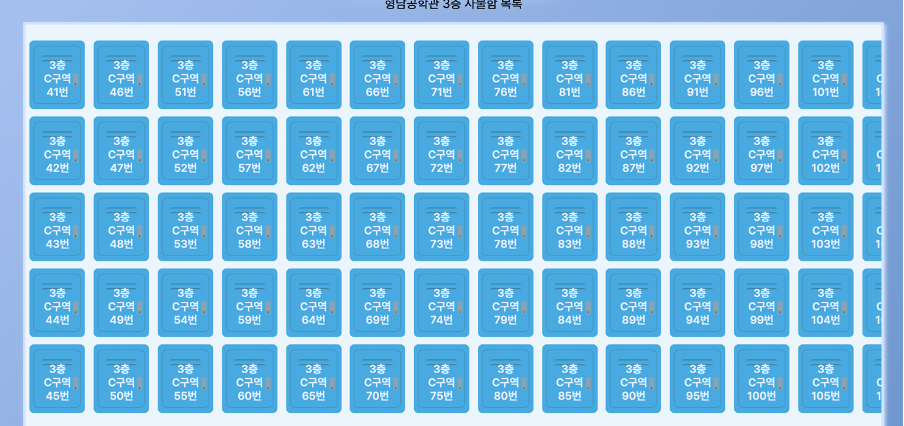 형남공학관 3층 사물함 목록
3층 3층 3층 3층 3층 3층 3층 3층 3층 3층 3층 3층 3층
C구역 C구역 C구역 C구역 C구역 C구역 C구역 C구역 C구역 C구역 C구역 C구역 C구역
41번 46번 51번 56번 61번 66번 71번 76번 81번 86번 91번 96번 101번
3층 3층 3층 3층 3층 3층 3층 3층 3층 3층 3층 3층 3층
C구역 C구역 C구역 C구역 C구역 C구역 C구역 C구역 C구역 C구역 C구역 C구역 C구역
42번 47번 52번 57번 62번 67번 72번 77번 82번 87번 92번 97번 102번
3층 3층 3층 3층 3층 3층 3층 3층 3층 3층 3층 3층 3층
C구역 C구역 C구역 C구역 C구역 C구역 C구역 C구역 C구역 C구역 C구역 C구역 C구역
43번 48번 53번 58번 63번 68번 73번 78번 83번 88번 93번 98번 103번
3층 3층 3층 3층 3층 3층 3층 3층 3층 3층 3층 3층 3층
C구역 C구역 C구역 C구역 C구역 C구역 C구역 C구역 C구역 C구역 C구역 C구역 C구역
44번 49번 54번 59번 64번 69번 74번 79번 84번 89번 94번 99번 104번
3층 3층 3층 3층 3층 3층 3층 3층 3층 3층 3층 3층 3층
C구역 C구역 C구역 C구역 C구역 C구역 C구역 C구역 C구역 C구역 C구역 C구역 C구역
45번 50번 55번 60번 65번 70번 75번 80번 85번 90번 95번 100번 105번